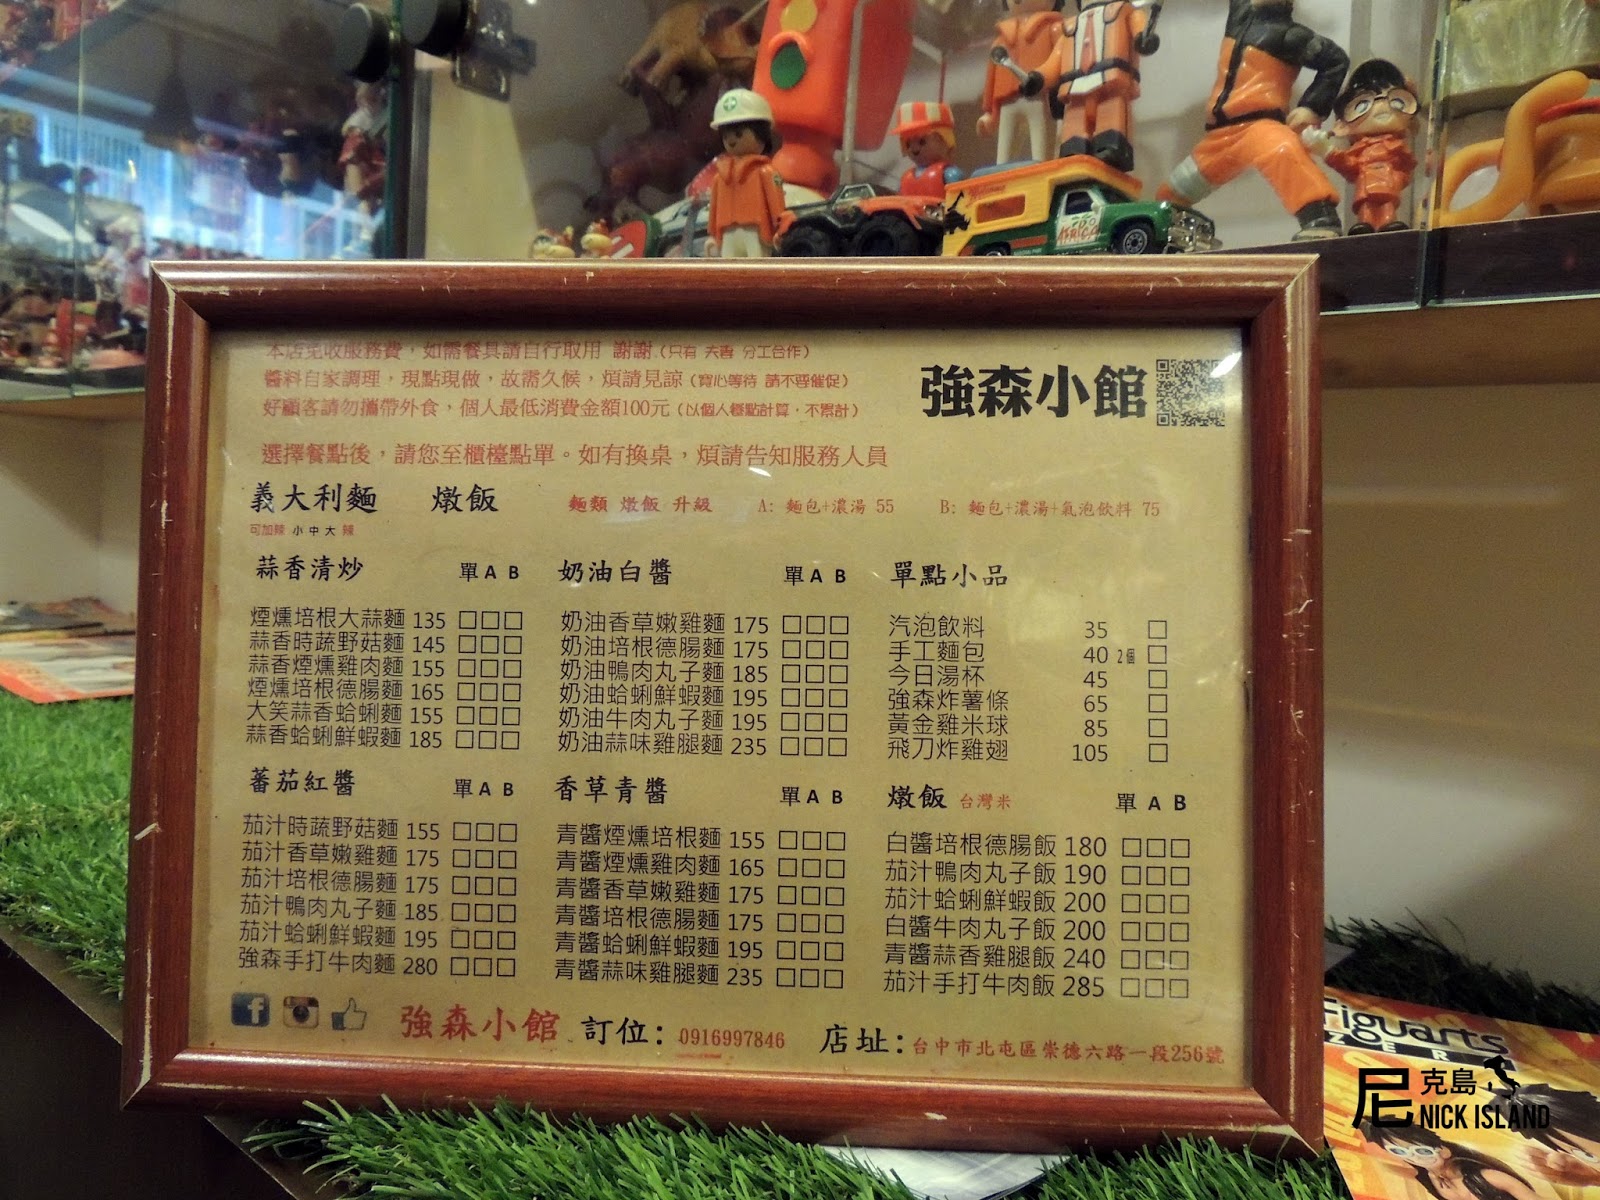 本店免收服務費，如需餐具請自行取用 謝謝 (只有 夫妻 分工合作)
醬料自家調理，現點現做，故需久候，煩請見諒 (寬心等待 請不要催促)
好顧客請勿攜帶外食，個人最低消費金額100元 (以個人餐點計算．不累計)
強森小館
選擇餐點後，請您至櫃檯點單。如有換桌，煩請告知服務人員
義大利麵 燉飯 麵類 燉飯 升級 A: 麵包+濃湯 55 B: 麵包+濃湯+氣泡飲料 75
可加辣 小 中 大 辣
蒜香清炒 單 A B
煙燻培根大蒜麵 135 □□□
蒜香時蔬野菇麵 145 □□□
蒜香煙燻雞肉麵 155 □□□
煙燻培根德腸麵 165 □□□
大笑蒜香蛤蜊麵 155 □□□
蒜香蛤蜊鮮蝦麵 185 □□□
奶油白醬 單 A B
奶油香草嫩雞麵 175 □□□
奶油培根德腸麵 175 □□□
奶油鴨肉丸子麵 185 □□□
奶油蛤蜊鮮蝦麵 195 □□□
奶油牛肉丸子麵 195 □□□
奶油蒜味雞腿麵 235 □□□
單點小品
汽泡飲料 35 □
手工麵包 40 2個 □
今日湯杯 45 □
強森炸薯條 65 □
黃金雞米球 85 □
飛刀炸雞翅 105 □
蕃茄紅醬 單 A B
茄汁時蔬野菇麵 155 □□□
茄汁香草嫩雞麵 175 □□□
茄汁培根德腸麵 175 □□□
茄汁鴨肉丸子麵 185 □□□
茄汁蛤蜊鮮蝦麵 195 □□□
強森手打牛肉麵 280 □□□
香草青醬 單 A B
青醬煙燻培根麵 155 □□□
青醬煙燻雞肉麵 165 □□□
青醬香草嫩雞麵 175 □□□
青醬培根德腸麵 175 □□□
青醬蛤蜊鮮蝦麵 195 □□□
青醬蒜味雞腿麵 235 □□□
燉飯 台灣米 單 A B
白醬培根德腸飯 180 □□□
茄汁鴨肉丸子飯 190 □□□
茄汁蛤蜊鮮蝦飯 200 □□□
白醬牛肉丸子飯 200 □□□
青醬蒜香雞腿飯 240 □□□
茄汁手打牛肉飯 285 □□□
強森小館 訂位: 0916997846 店址: 台中市北屯區崇德六路一段256號
Figuarts
ZERO
尼克島
NICK ISLAND